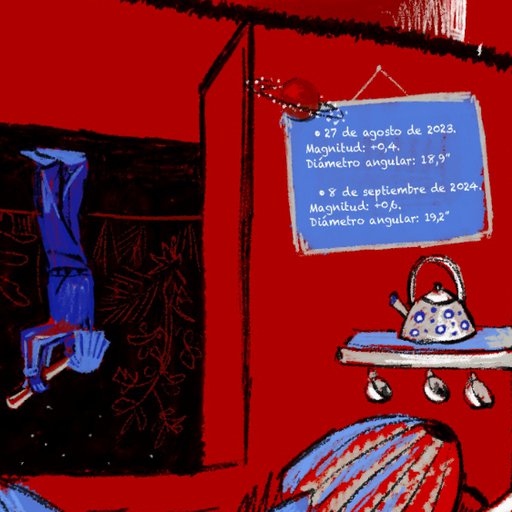 • 27 de agosto de 2023.
Magnitud: +0,4.
Diámetro angular: 18,9”
• 8 de septiembre de 2024.
Magnitud: +0,6.
Diámetro angular: 19,2”